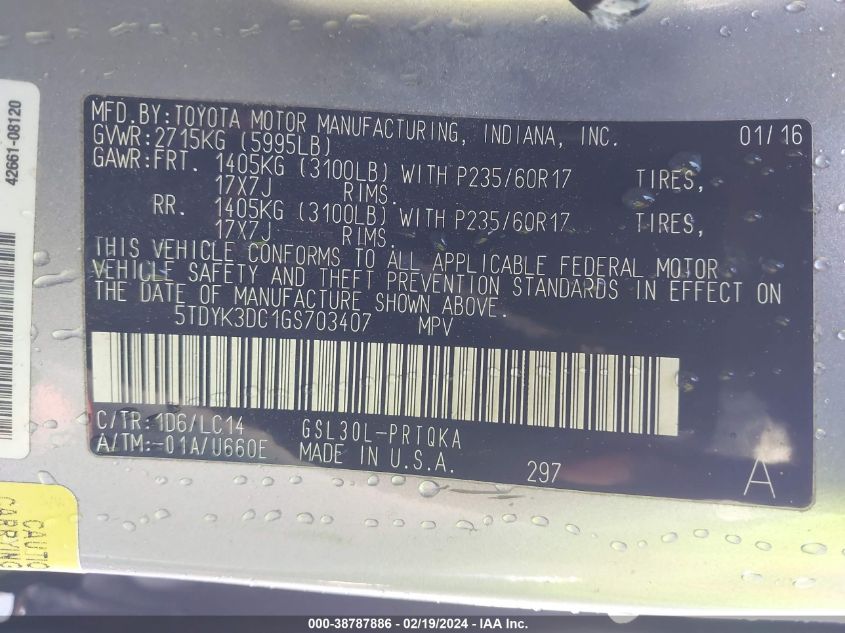 42661-08120
MFD.BY:TOYOTA MOTOR MANUFACTURING, INDIANA, INC. 01/16
GVWR:2715KG (5995LB)
GAWR:FRT. 1405KG (3100LB) WITH P235/60R17 TIRES,
17X7J RIMS.
RR. 1405KG (3100LB) WITH P235/60R17 TIRES,
17X7J RIMS.
THIS VEHICLE CONFORMS TO ALL APPLICABLE FEDERAL MOTOR
VEHICLE SAFETY AND THEFT PREVENTION STANDARDS IN EFFECT ON
THE DATE OF MANUFACTURE SHOWN ABOVE.
5TDYK3DC1GS703407 MPV
C/TR:1D6/LC14 GSL30L-PRTQKA
A/TM:-01A/U660E MADE IN U.S.A. 297 A
CAUTIO
CARRYING
000-38787886 - 02/19/2024 - IAAI Inc.